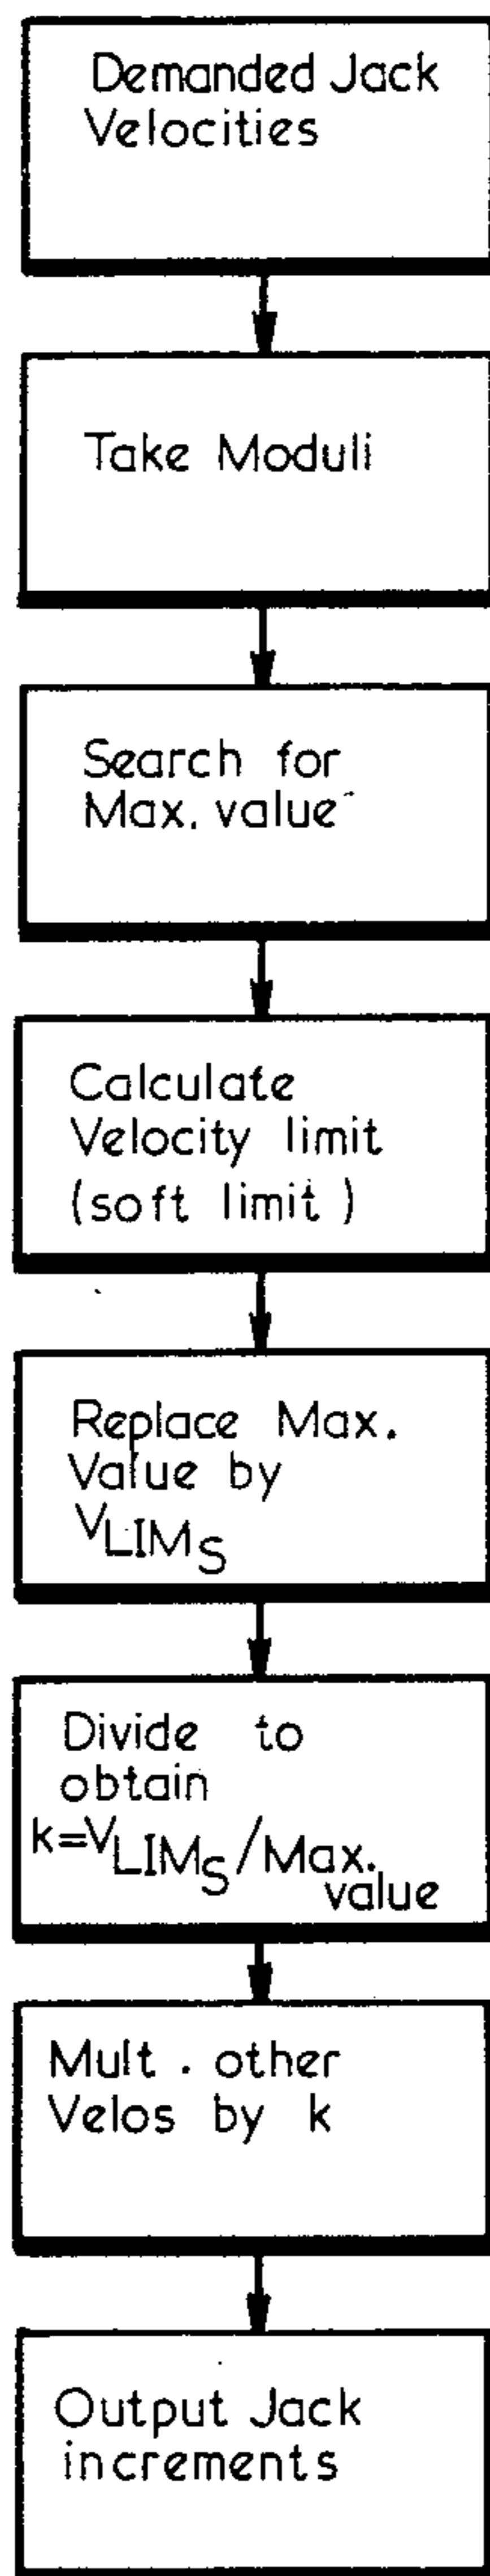 Demanded Jack
Velocities
Take Moduli
Search for
Max. value
Calculate
Velocity limit
(soft limit)
Replace Max.
Value by
VLIMS
Divide to
obtain
k=VLIMS/Max.
value
Mult. other
Velos by k
Output Jack
increments